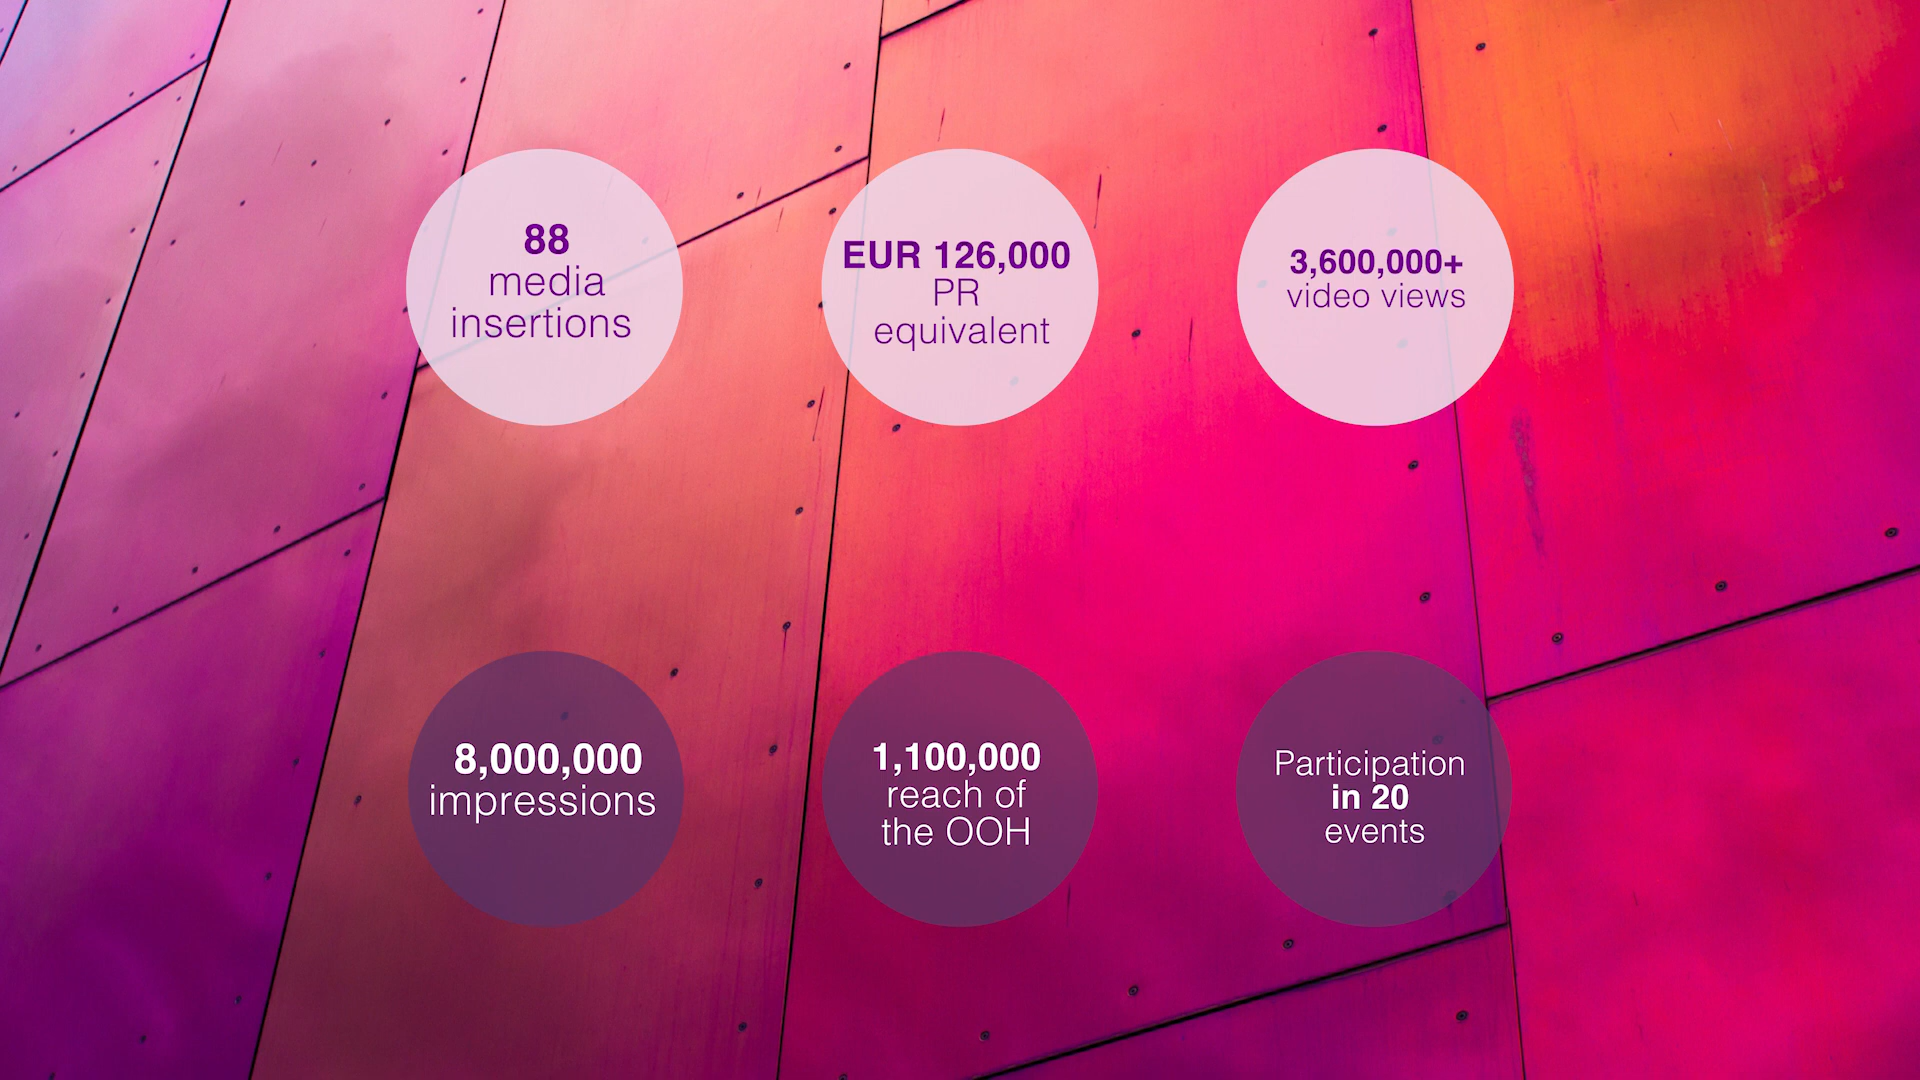 88
media
insertions
EUR 126,000
PR
equivalent
3,600,000+
video views
8,000,000
impressions
1,100,000
reach of
the OOH
Participation
in 20
events